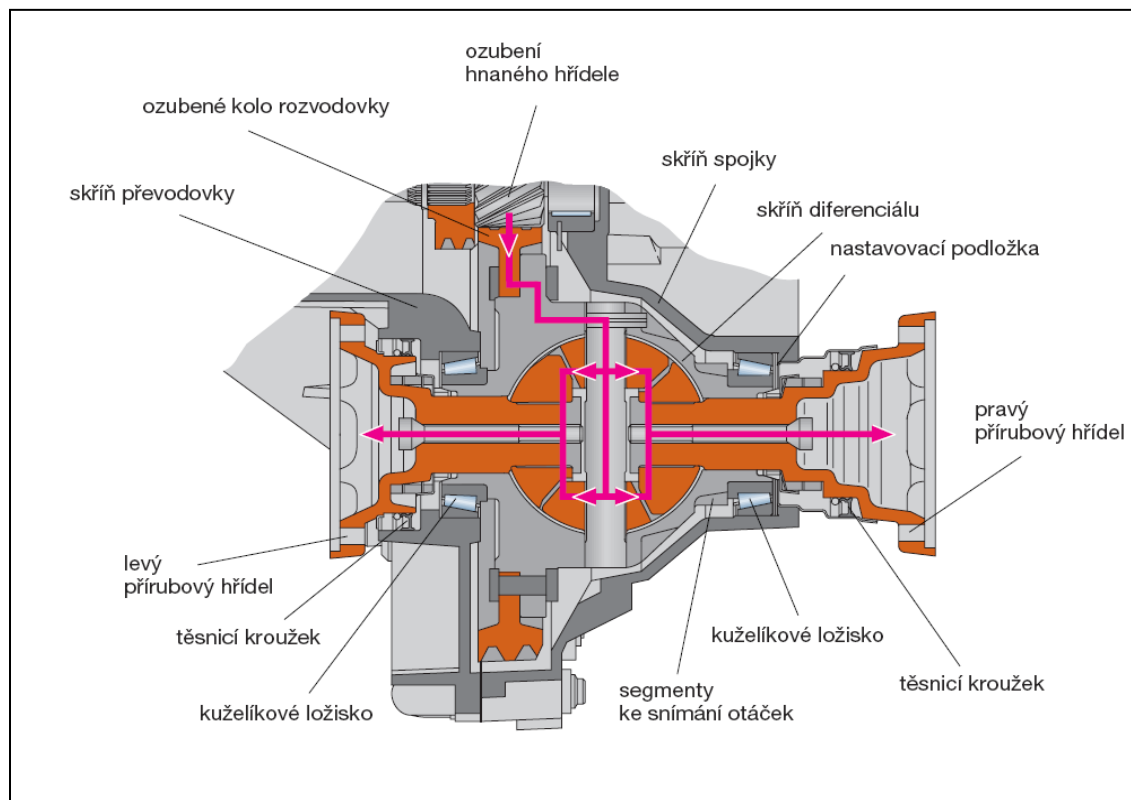 ozubení
hnaného hřídele
ozubené kolo rozvodovky
skříň spojky
skříň převodovky
skříň diferenciálu
nastavovací podložka
pravý
přírubový hřídel
levý
přírubový hřídel
těsnicí kroužek
kuželíkové ložisko
kuželíkové ložisko
těsnicí kroužek
segmenty
ke snímání otáček